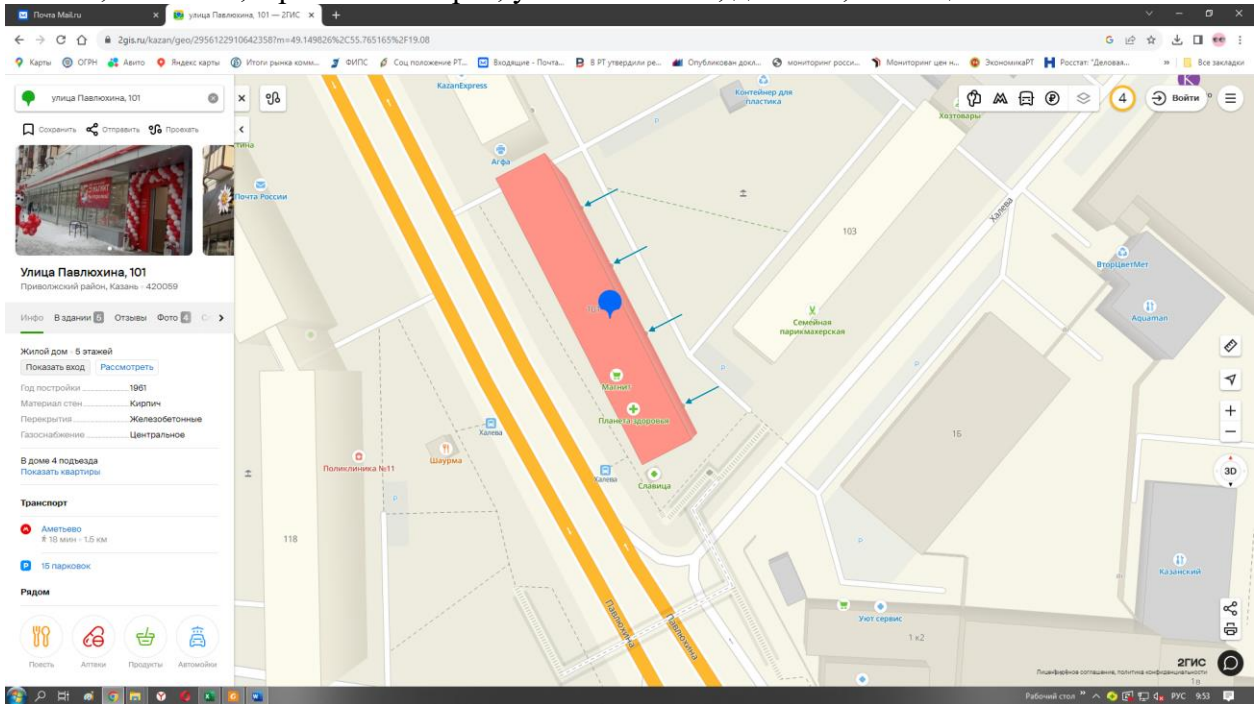 Почта Mail.ru
улица Павлюхина, 101 — 2ГИС
2gis.ru/kazan/geo/2956122910642358?m=49.149826%2C55.765165%2F19.08
Карты
ОГРН
Авито
Яндекс карты
Итоги рынка комм...
ФИПС
Соц положение РТ...
Входящие - Почта...
В РТ утвердили ре...
Опубликован докл...
мониторинг росси...
Мониторинг цен н...
ЭкономикаРТ
Росстат: "Деловая...
Все закладки
улица Павлюхина, 101
Сохранить
Отправить
Проехать
4
Войти
Улица Павлюхина, 101
Приволжский район, Казань · 420059
Инфо
В здании 5
Отзывы
Фото 4
Жилой дом · 5 этажей
Показать вход
Рассмотреть
Год постройки 1961
Материал стен Кирпич
Перекрытия Железобетонные
Газоснабжение Центральное
В доме 4 подъезда
Показать квартиры
Транспорт
Аметьево
18 мин · 1.5 км
15 парковок
Рядом
Поесть
Аптеки
Продукты
Автомойки
KazanExpress
Контейнер для
пластика
Хозтовары
Агфа
Почта России
Халева
103
ВторЦветМет
Aquaman
Семейная
парикмахерская
Магнит
Планета здоровья
Халева
Шаурма
Поликлиника №11
Халева
Славица
16
118
Казанский
Павлюхина
Павлюхина
Уют сервис
1 к2
3D
2ГИС
Лицензионное соглашение, политика конфиденциальности
1в
Рабочий стол
РУС
9:53